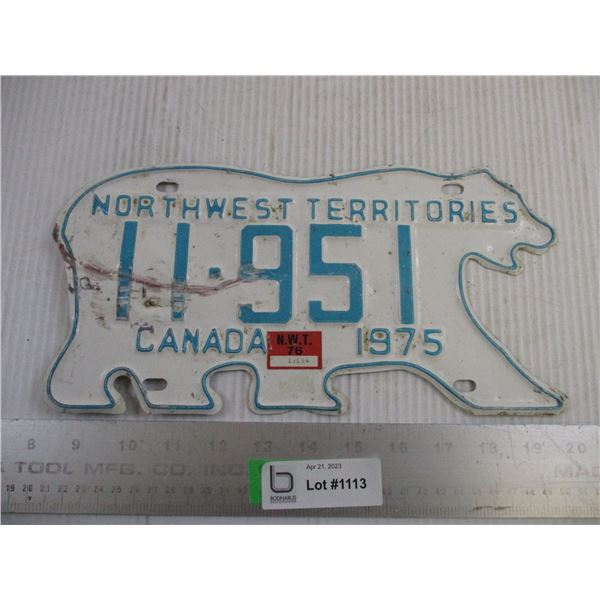 NORTHWEST TERRITORIES
11·951
CANADA 1975
N.W.T.
76
8 9 10 11 12 13 14 15 16 17 18 19 20
TOOL MFG. CO. INC
Apr 21, 2023
Lot #1113
b
BODNARUS